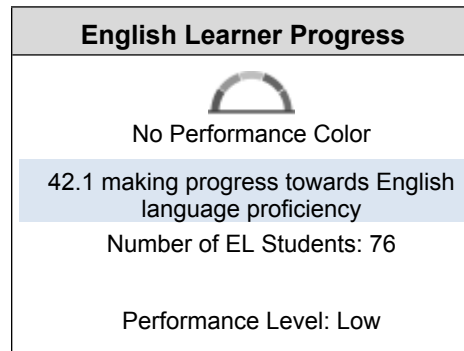 English Learner Progress
No Performance Color
42.1 making progress towards English
language proficiency
Number of EL Students: 76
Performance Level: Low